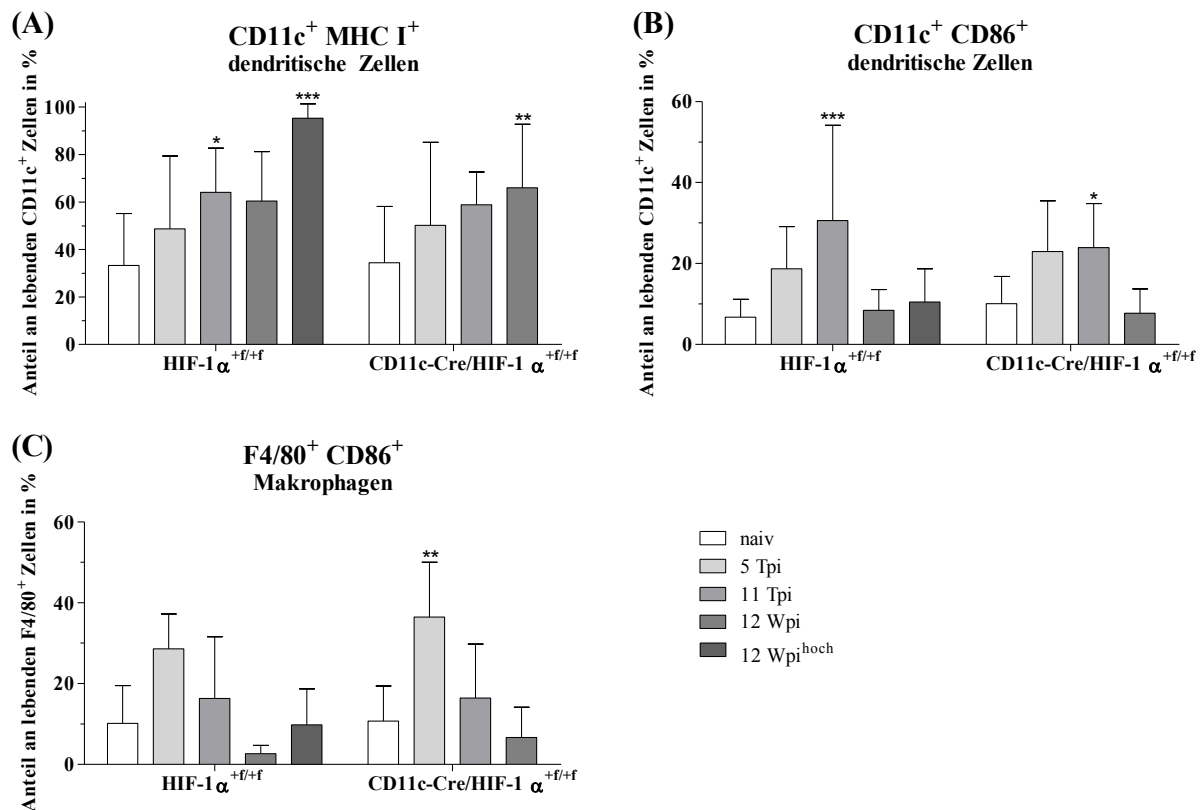 (A)
CD11c⁺ MHC I⁺
dendritische Zellen
Anteil an lebenden CD11c⁺ Zellen in %
100
80
60
40
20
0
*
***
**
HIF-1α⁺ᶠ/⁺ᶠ
CD11c-Cre/HIF-1 α⁺ᶠ/⁺ᶠ
(B)
CD11c⁺ CD86⁺
dendritische Zellen
Anteil an lebenden CD11c⁺ Zellen in %
60
40
20
0
***
*
HIF-1α⁺ᶠ/⁺ᶠ
CD11c-Cre/HIF-1 α⁺ᶠ/⁺ᶠ
(C)
F4/80⁺ CD86⁺
Makrophagen
Anteil an lebenden F4/80⁺ Zellen in %
60
40
20
0
**
HIF-1α⁺ᶠ/⁺ᶠ
CD11c-Cre/HIF-1 α⁺ᶠ/⁺ᶠ
naiv
5 Tpi
11 Tpi
12 Wpi
12 Wpiʰᵒᶜʰ